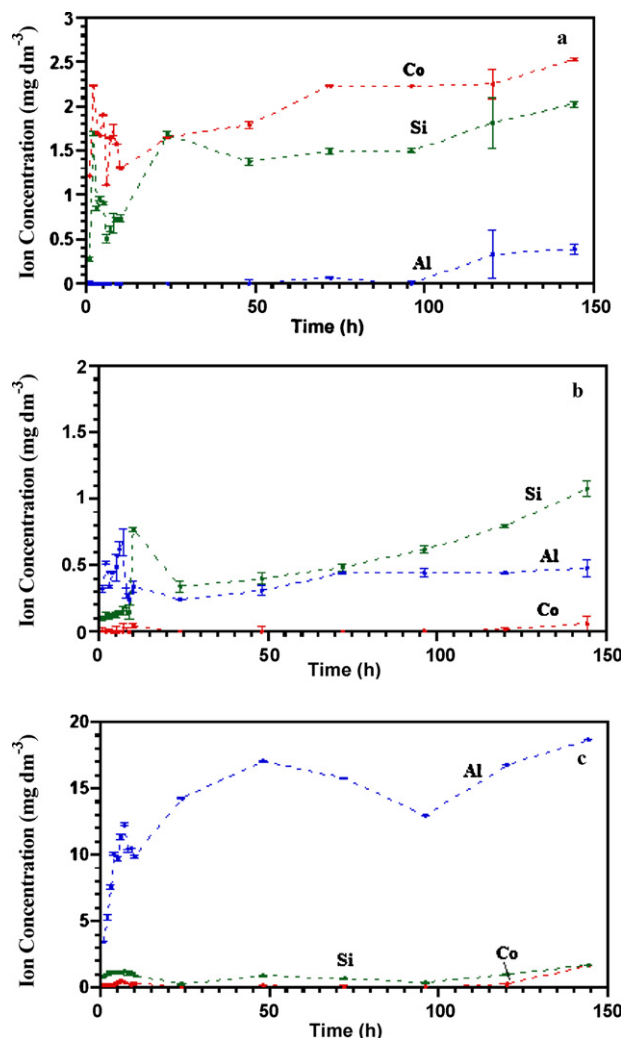 Ion Concentration (mg dm⁻³)
3
2.5
2
1.5
1
0.5
0
a
Co
Si
Al
0
50
100
150
Time (h)
Ion Concentration (mg dm⁻³)
2
1.5
1
0.5
0
b
Si
Al
Co
0
50
100
150
Time (h)
Ion Concentration (mg dm⁻³)
20
15
10
5
0
c
Al
Si
Co
0
50
100
150
Time (h)